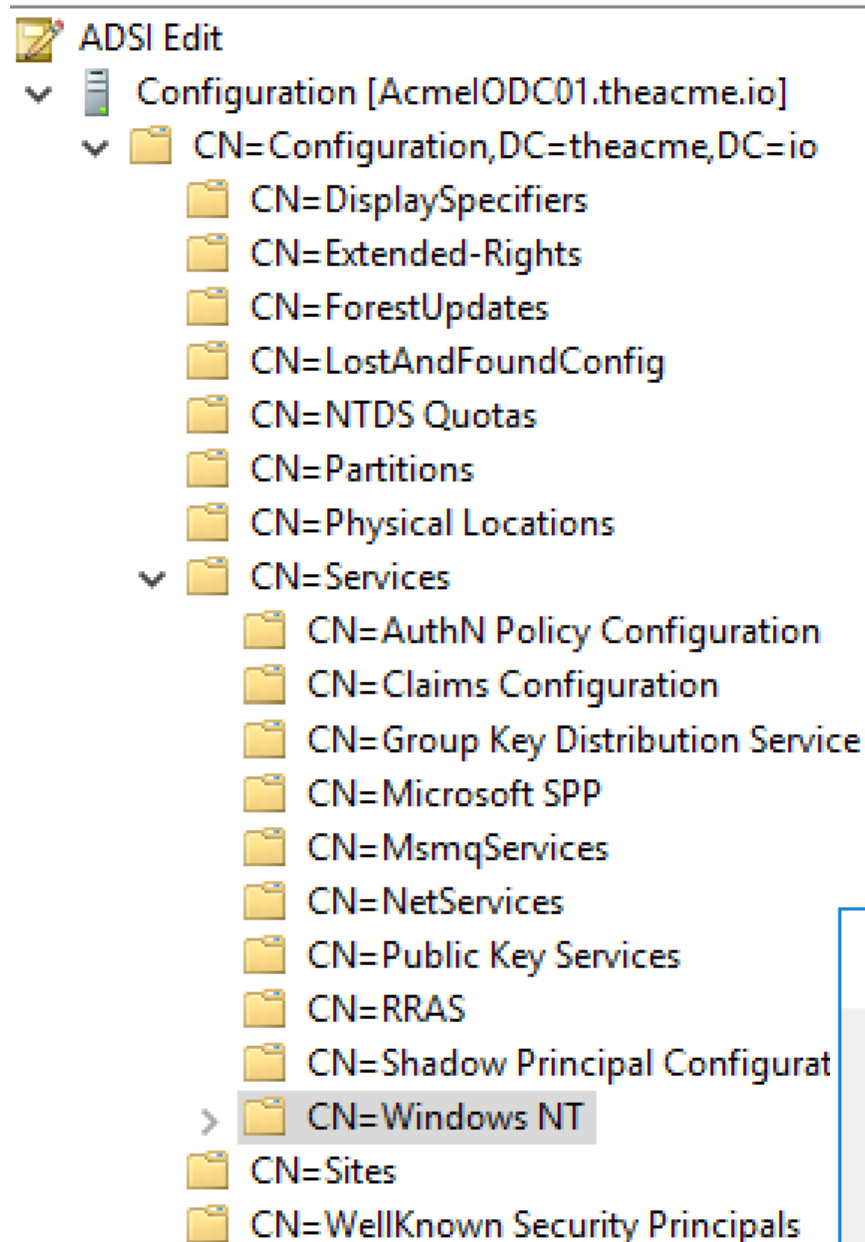 ADSI Edit
Configuration [AcmeIODC01.theacme.io]
CN=Configuration,DC=theacme,DC=io
CN=DisplaySpecifiers
CN=Extended-Rights
CN=ForestUpdates
CN=LostAndFoundConfig
CN=NTDS Quotas
CN=Partitions
CN=Physical Locations
CN=Services
CN=AuthN Policy Configuration
CN=Claims Configuration
CN=Group Key Distribution Service
CN=Microsoft SPP
CN=MsmqServices
CN=NetServices
CN=Public Key Services
CN=RRAS
CN=Shadow Principal Configurat
CN=Windows NT
CN=Sites
CN=WellKnown Security Principals